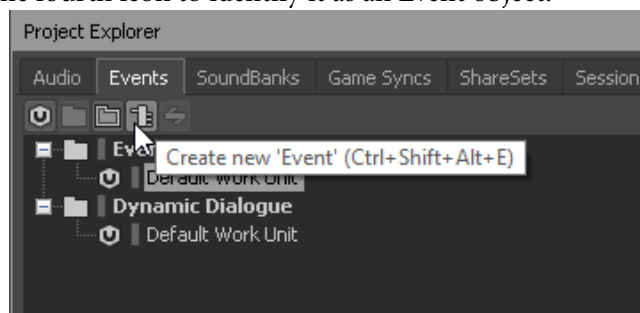 the fourth icon to identify it as an Event object.
Project Explorer
Audio Events SoundBanks Game Syncs ShareSets Session
Create new 'Event' (Ctrl+Shift+Alt+E)
Default Work Unit
Dynamic Dialogue
Default Work Unit